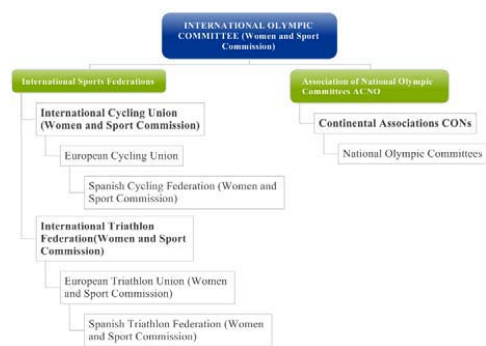 INTERNATIONAL OLYMPIC
COMMITTEE (Women and Sport
Commission)
International Sports Federations
Association of National Olympic
Committees ACNO
International Cycling Union
(Women and Sport Commission)
Continental Associations CONs
European Cycling Union
National Olympic Committees
Spanish Cycling Federation (Women and
Sport Commission)
International Triathlon
Federation(Women and Sport
Commission)
European Triathlon Union (Women
and Sport Commission)
Spanish Triathlon Federation (Women
and Sport Commission)